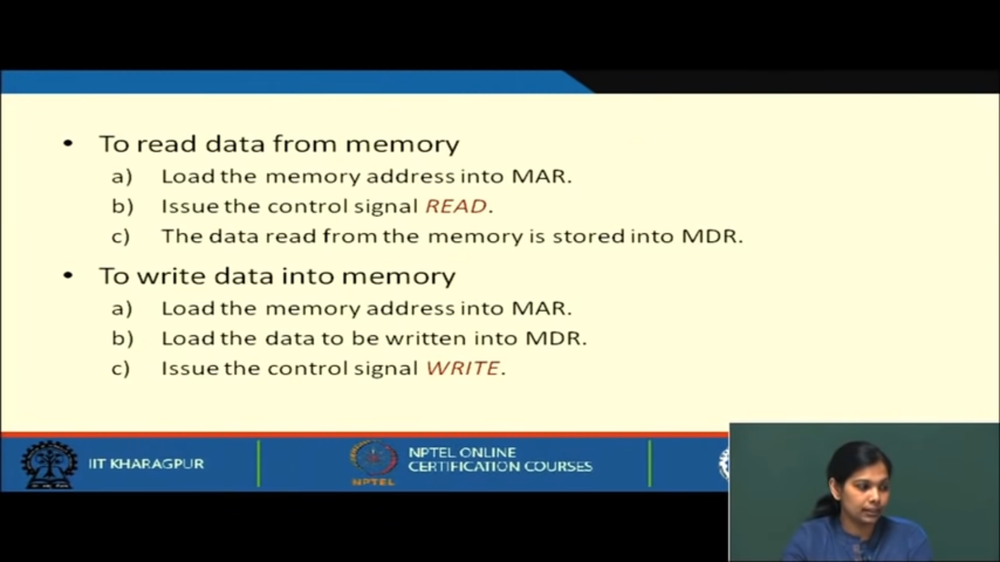 • To read data from memory
a) Load the memory address into MAR.
b) Issue the control signal READ.
c) The data read from the memory is stored into MDR.
• To write data into memory
a) Load the memory address into MAR.
b) Load the data to be written into MDR.
c) Issue the control signal WRITE.
IIT KHARAGPUR
NPTEL
NPTEL ONLINE
CERTIFICATION COURSES